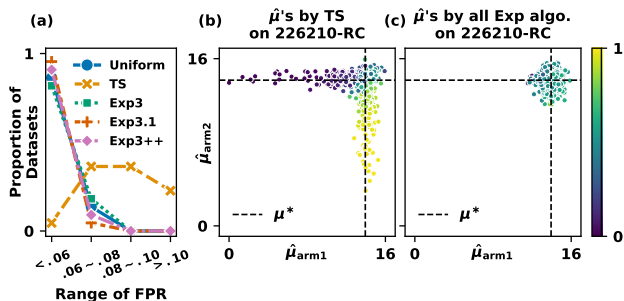 (a)
1
0
Proportion of
Datasets
Uniform
TS
Exp3
Exp3.1
Exp3++
<.06
.06~.08
.08~.10
>.10
Range of FPR
(b)
μ̂'s by TS
on 226210-RC
16
0
μ̂arm2
μ*
0
16
μ̂arm1
(c)
μ̂'s by all Exp algo.
on 226210-RC
μ*
0
16
μ̂arm1
1
0